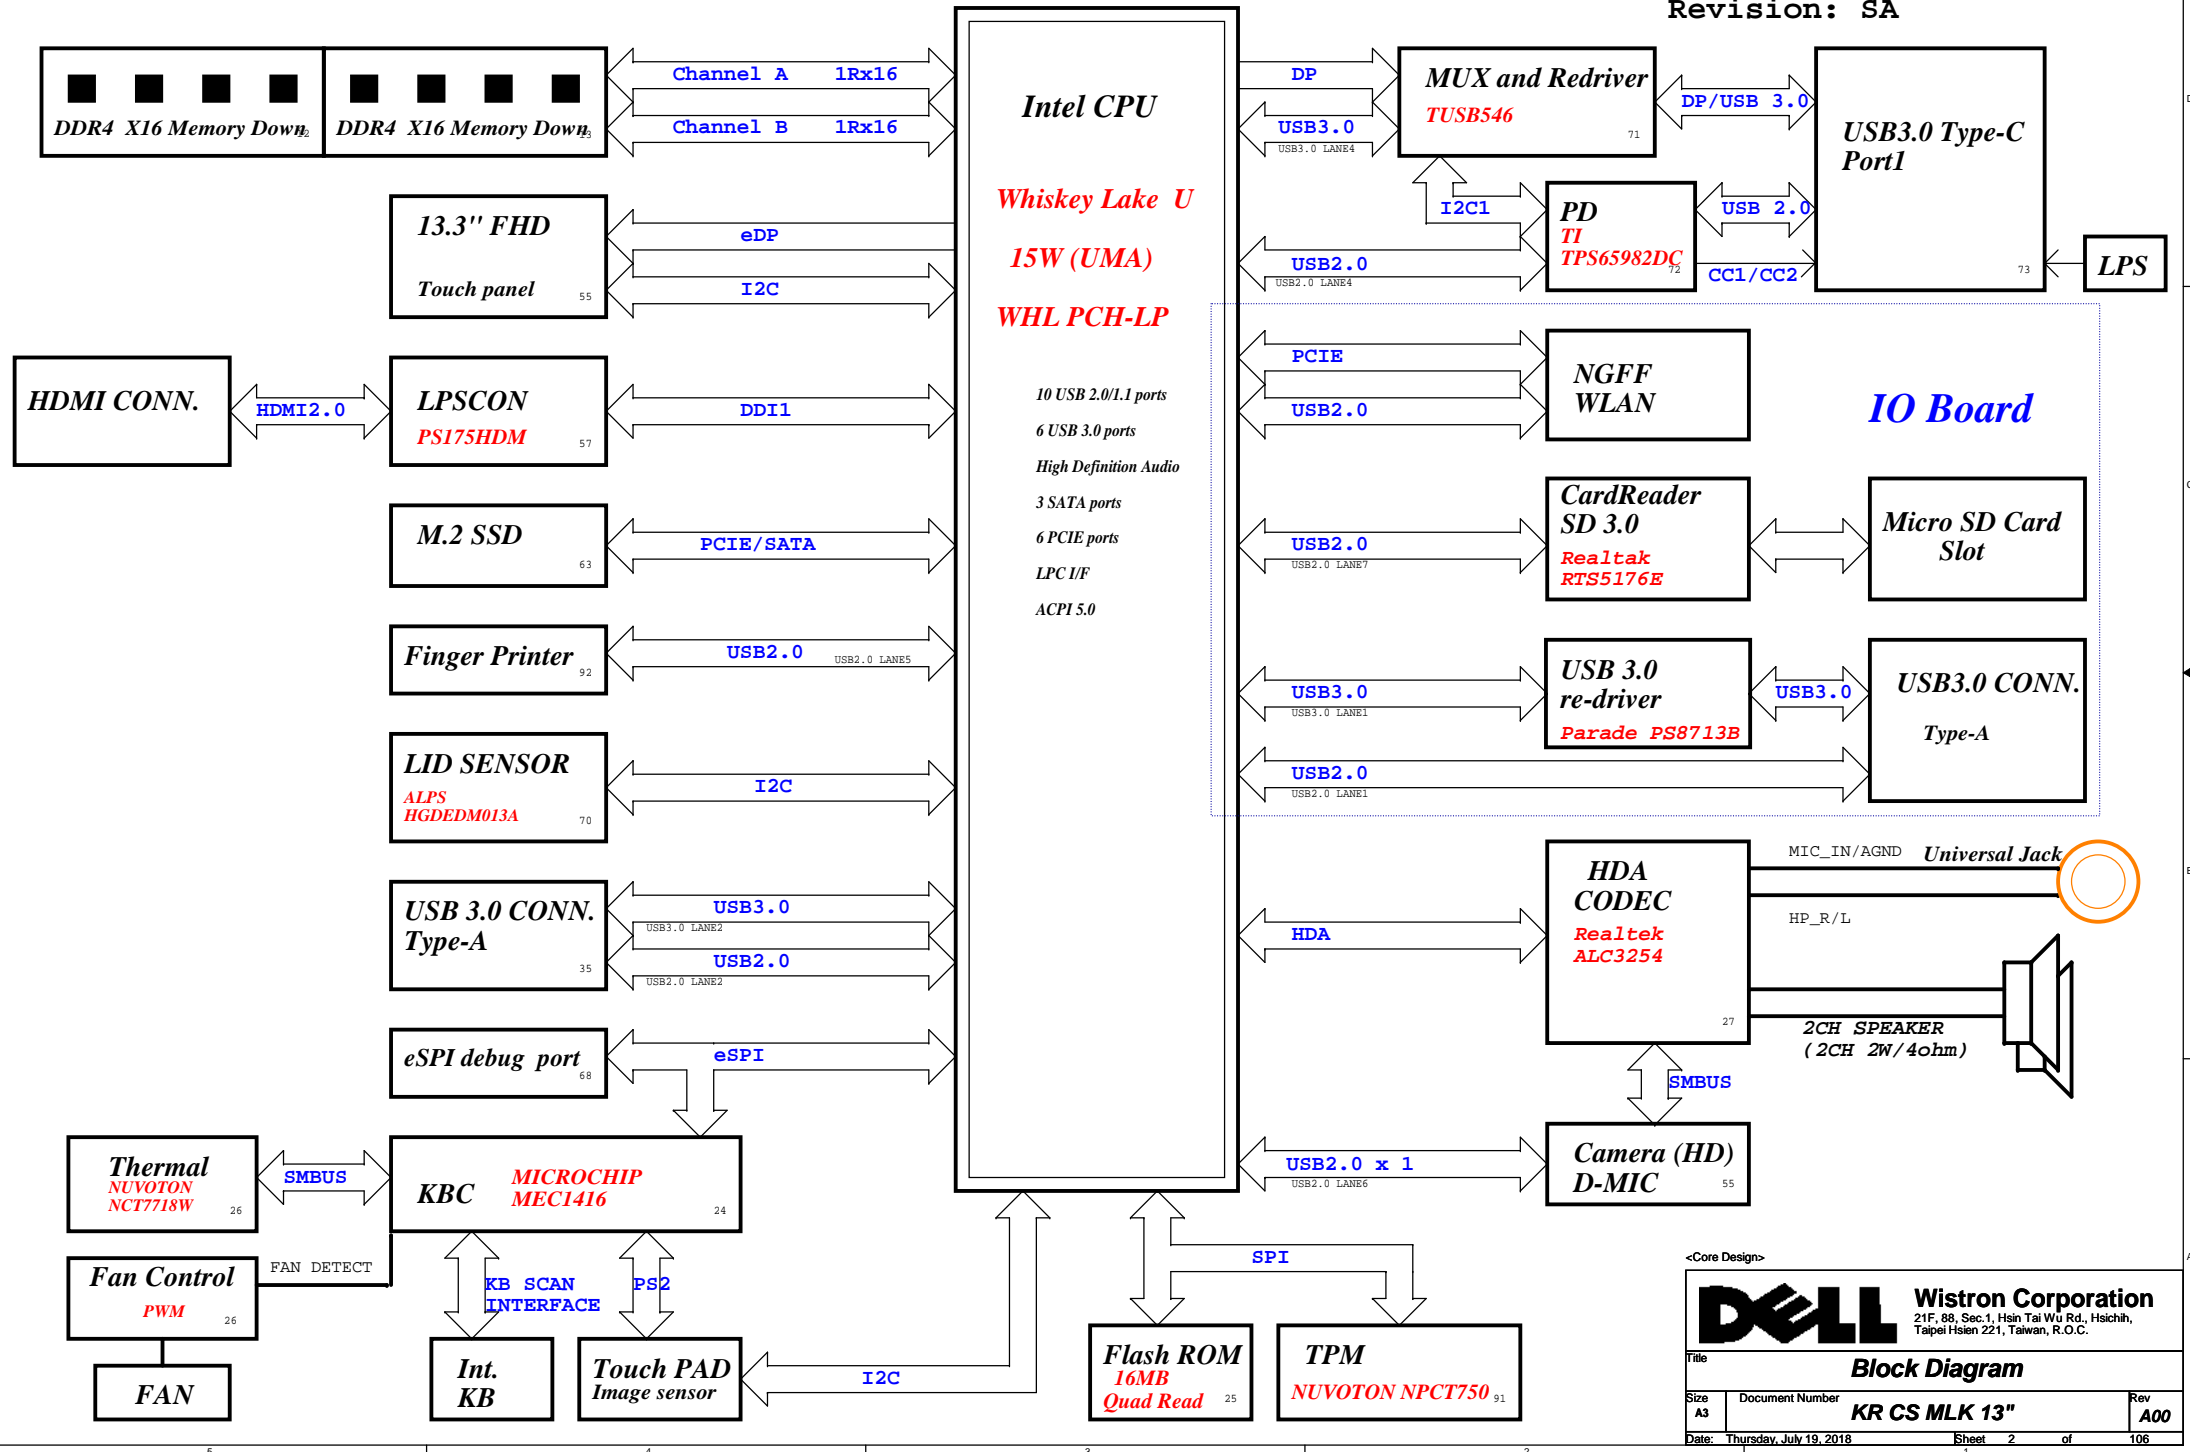 Revision: SA
DDR4 X16 Memory Down
12
DDR4 X16 Memory Down
13
Channel A 1Rx16
Channel B 1Rx16
13.3" FHD
Touch panel
55
eDP
I2C
HDMI CONN.
HDMI2.0
LPSCON
PS175HDM
57
DDI1
M.2 SSD
63
PCIE/SATA
Finger Printer
92
USB2.0
USB2.0 LANE5
LID SENSOR
ALPS
HGDEDM013A
70
I2C
USB 3.0 CONN.
Type-A
35
USB3.0
USB3.0 LANE2
USB2.0
USB2.0 LANE2
eSPI debug port
68
eSPI
Thermal
NUVOTON
NCT7718W
26
SMBUS
KBC
MICROCHIP
MEC1416
24
Fan Control
PWM
26
FAN DETECT
FAN
KB SCAN
INTERFACE
PS2
Int.
KB
Touch PAD
Image sensor
I2C
Intel CPU
Whiskey Lake U
15W (UMA)
WHL PCH-LP
10 USB 2.0/1.1 ports
6 USB 3.0 ports
High Definition Audio
3 SATA ports
6 PCIE ports
LPC I/F
ACPI 5.0
SPI
Flash ROM
16MB
Quad Read
25
TPM
NUVOTON NPCT750
91
DP
USB3.0
USB3.0 LANE4
MUX and Redriver
TUSB546
71
DP/USB 3.0
USB3.0 Type-C
Port1
73
I2C1
USB2.0
USB2.0 LANE4
PD
TI
TPS65982DC
72
USB 2.0
CC1/CC2
LPS
PCIE
USB2.0
NGFF
WLAN
IO Board
USB2.0
USB2.0 LANE7
CardReader
SD 3.0
Realtak
RTS5176E
Micro SD Card
Slot
USB3.0
USB3.0 LANE1
USB 3.0
re-driver
Parade PS8713B
USB3.0
USB3.0 CONN.
Type-A
USB2.0
USB2.0 LANE1
HDA
HDA
CODEC
Realtek
ALC3254
27
MIC_IN/AGND
Universal Jack
HP_R/L
2CH SPEAKER
(2CH 2W/4ohm)
SMBUS
USB2.0 x 1
USB2.0 LANE6
Camera (HD)
D-MIC
55
<Core Design>
DELL
Wistron Corporation
21F, 88, Sec.1, Hsin Tai Wu Rd., Hsichih,
Taipei Hsien 221, Taiwan, R.O.C.
Title
Block Diagram
Size
A3
Document Number
KR CS MLK 13"
Rev
A00
Date: Thursday, July 19, 2018 Sheet 2 of 106